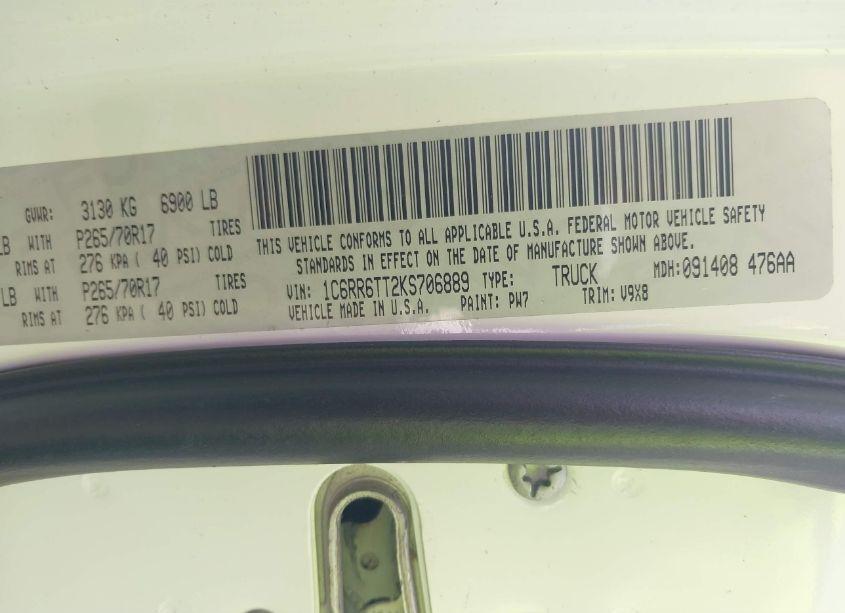 GVWR: 3130 KG 6900 LB
LB WITH P265/70R17 TIRES
RIMS AT 276 KPA ( 40 PSI) COLD
LB WITH P265/70R17 TIRES
RIMS AT 276 KPA ( 40 PSI) COLD
THIS VEHICLE CONFORMS TO ALL APPLICABLE U.S.A. FEDERAL MOTOR VEHICLE SAFETY
STANDARDS IN EFFECT ON THE DATE OF MANUFACTURE SHOWN ABOVE.
VIN: 1C6RR6TT2KS706889 TYPE: TRUCK MDH:091408 476AA
VEHICLE MADE IN U.S.A. PAINT: PW7 TRIM: V9X8